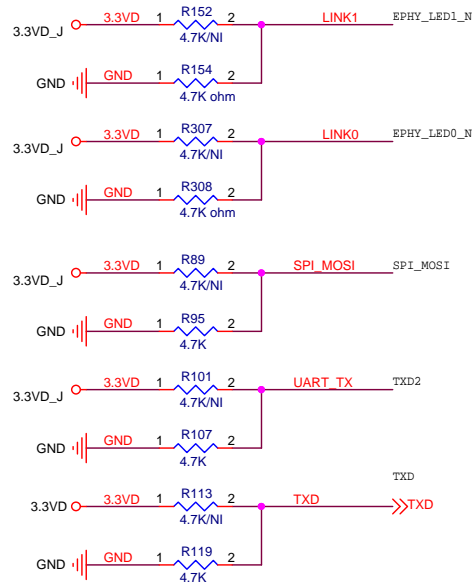 R152
3.3VD_J 3.3VD 1 2 LINK1 EPHY_LED1_N
4.7K/NI
R154
GND GND 1 2
4.7K ohm
R307
3.3VD_J 3.3VD 1 2 LINK0 EPHY_LED0_N
4.7K/NI
R308
GND GND 1 2
4.7K ohm
R89
3.3VD_J 3.3VD 1 2 SPI_MOSI SPI_MOSI
4.7K/NI
R95
GND GND 1 2
4.7K
R101
3.3VD_J 3.3VD 1 2 UART_TX TXD2
4.7K/NI
R107
GND GND 1 2
4.7K
TXD
R113
3.3VD 3.3VD 1 2 TXD TXD
4.7K/NI
R119
GND GND 1 2
4.7K